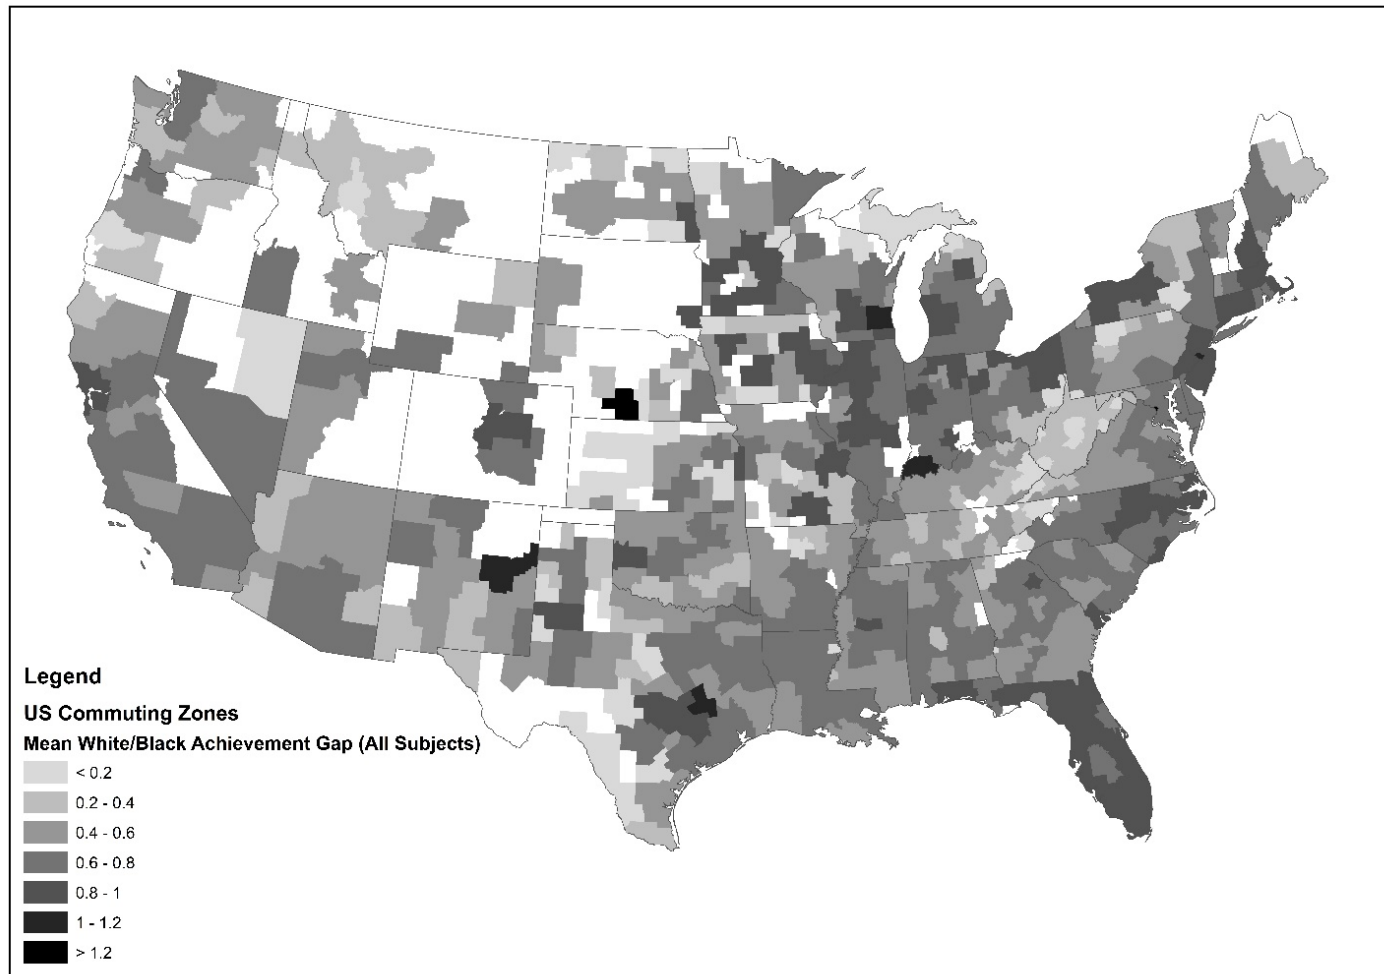 Legend
US Commuting Zones
Mean White/Black Achievement Gap (All Subjects)
< 0.2
0.2 - 0.4
0.4 - 0.6
0.6 - 0.8
0.8 - 1
1 - 1.2
> 1.2